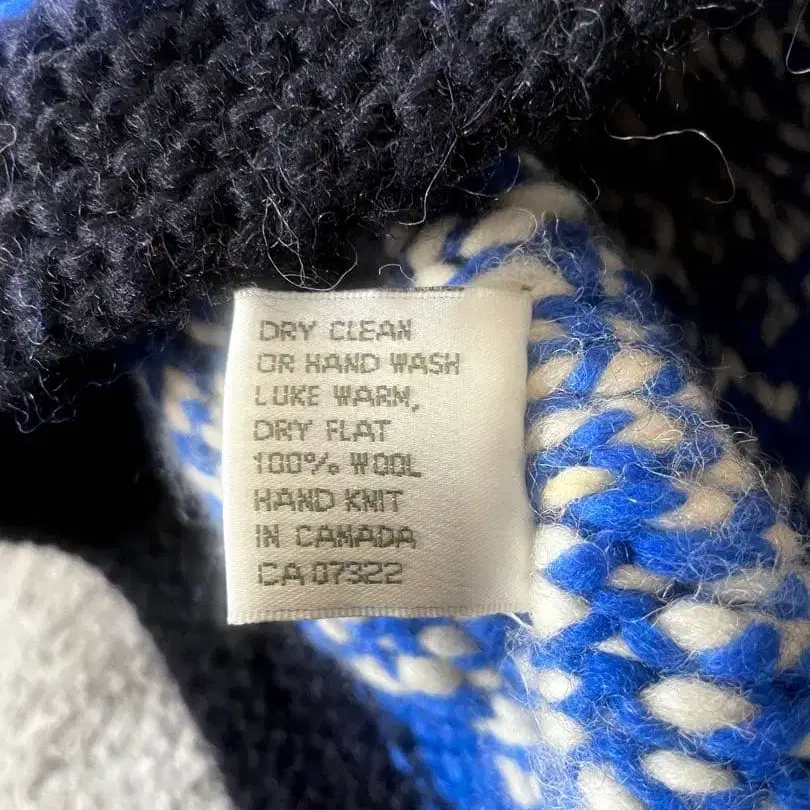 DRY CLEAN
OR HAND WASH
LUKE WARM,
DRY FLAT
100% WOOL
HAND KNIT
IN CANADA
CA 07322